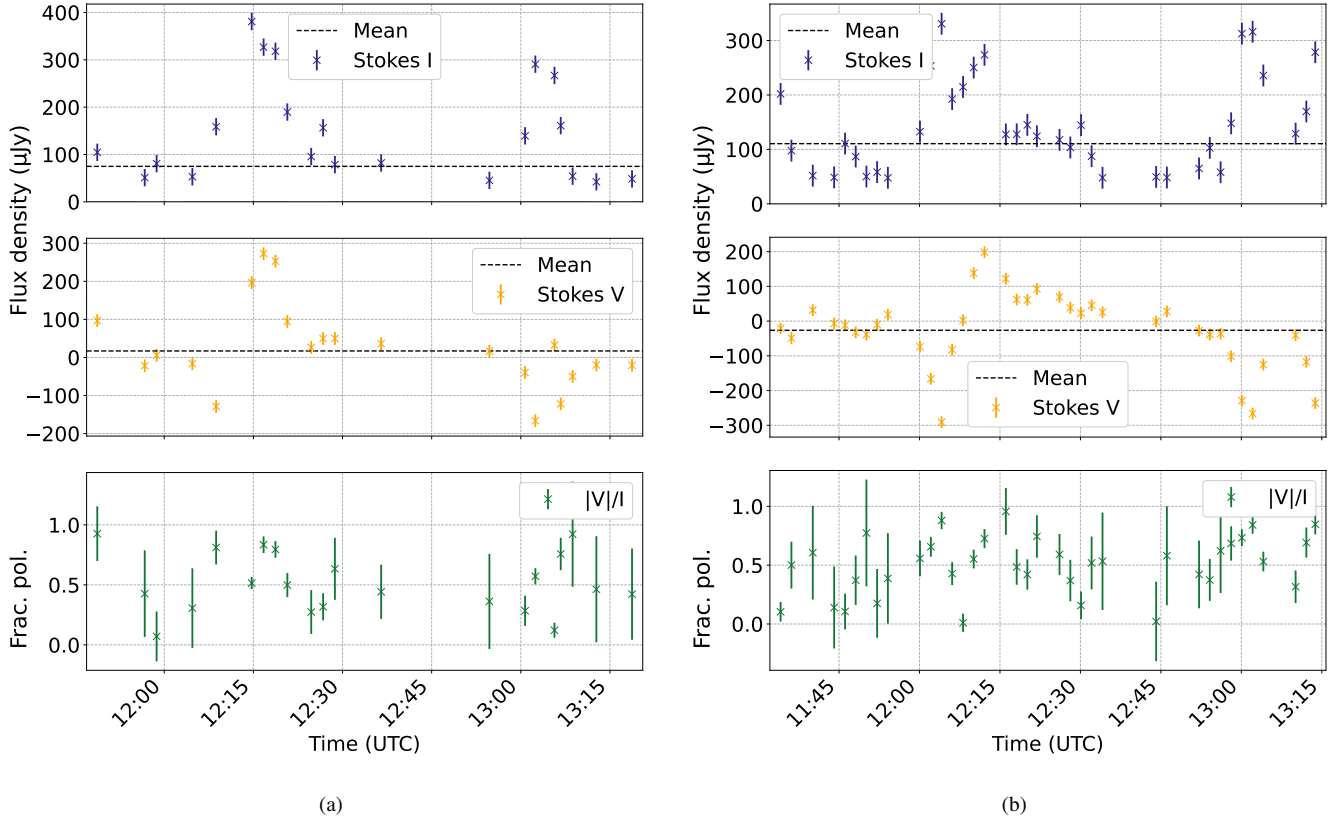 Flux density (μJy)
400
300
200
100
0
Mean
Stokes I
300
200
100
0
−100
−200
Mean
Stokes V
Frac. pol.
1.0
0.5
0.0
|V|/I
12:00
12:15
12:30
12:45
13:00
13:15
Time (UTC)
(a)
Flux density (μJy)
300
200
100
0
Mean
Stokes I
200
100
0
−100
−200
−300
Mean
Stokes V
Frac. pol.
1.0
0.5
0.0
|V|/I
11:45
12:00
12:15
12:30
12:45
13:00
13:15
Time (UTC)
(b)